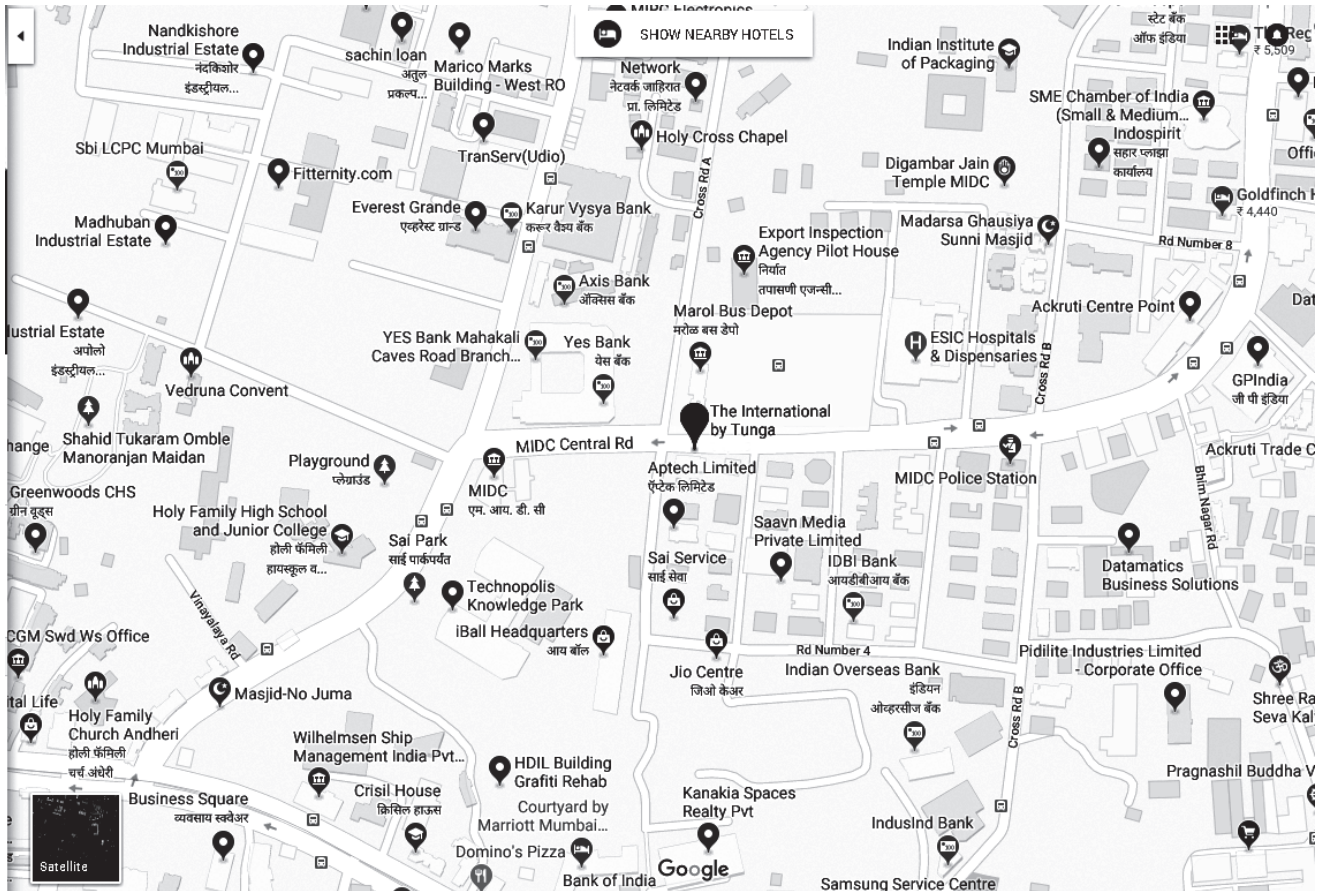 MIRC Electronics
SHOW NEARBY HOTELS
स्टेट बँक
ऑफ इंडिया
₹ 5,509
Nandkishore
Industrial Estate
नंदकिशोर
इंडस्ट्रीयल...
sachin loan
अतुल
प्रकल्प...
Marico Marks
Building - West RO
Network
नेटवर्क जाहिरात
प्रा. लिमिटेड
Indian Institute
of Packaging
SME Chamber of India
(Small & Medium...
Indospirit
सहार प्लाझा
कार्यालय
Holy Cross Chapel
TranServ(Udio)
Sbi LCPC Mumbai
Fitternity.com
Digambar Jain
Temple MIDC
Goldfinch H
₹ 4,440
Cross Rd A
Everest Grande
एव्हरेस्ट ग्रान्ड
Karur Vysya Bank
करूर वैश्य बँक
Madhuban
Industrial Estate
Export Inspection
Agency Pilot House
निर्यात
तपासणी एजन्सी...
Madarsa Ghausiya
Sunni Masjid
Rd Number 8
Axis Bank
ॲक्सिस बँक
Marol Bus Depot
मरोळ बस डेपो
Ackruti Centre Point
Dat
lustrial Estate
अपोलो
इंडस्ट्रीयल...
YES Bank Mahakali
Caves Road Branch...
Yes Bank
येस बँक
ESIC Hospitals
& Dispensaries
Cross Rd B
Vedruna Convent
GPIndia
जी पी इंडिया
The International
by Tunga
MIDC Central Rd
Shahid Tukaram Omble
Manoranjan Maidan
hange
Ackruti Trade C
Playground
प्लेग्राउंड
MIDC
एम. आय. डी. सी
Aptech Limited
ऍप्टेक लिमिटेड
MIDC Police Station
Bhim Nagar Rd
Greenwoods CHS
ग्रीन वूड्स
Holy Family High School
and Junior College
होली फॅमिली
हायस्कूल व...
Sai Park
साई पार्कपर्यंत
Saavn Media
Private Limited
Sai Service
साई सेवा
IDBI Bank
आयडीबीआय बँक
Datamatics
Business Solutions
Technopolis
Knowledge Park
Vinayalaya Rd
iBall Headquarters
आय बॉल
CGM Swd Ws Office
Rd Number 4
Jio Centre
जिओ केअर
Indian Overseas Bank
इंडियन
ओव्हरसीज बँक
Pidilite Industries Limited
- Corporate Office
Masjid-No Juma
ital Life
Holy Family
Church Andheri
होली फॅमिली
चर्च अंधेरी
Shree Ra
Seva Kal
Cross Rd B
Wilhelmsen Ship
Management India Pvt...
HDIL Building
Grafiti Rehab
Pragnashil Buddha V
Business Square
व्यवसाय स्क्वेअर
Crisil House
क्रिसिल हाऊस
Courtyard by
Marriott Mumbai...
Kanakia Spaces
Realty Pvt
IndusInd Bank
Satellite
Domino's Pizza
Bank of India
Google
Samsung Service Centre